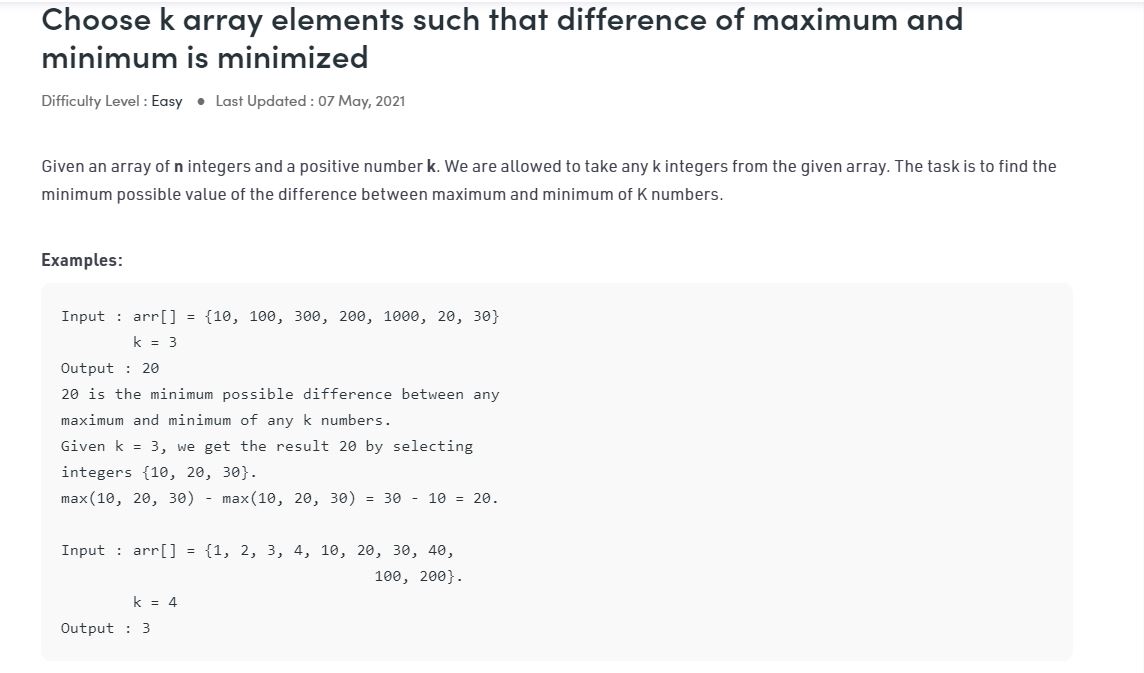 Choose k array elements such that difference of maximum and
minimum is minimized
Difficulty Level : Easy ● Last Updated : 07 May, 2021
Given an array of n integers and a positive number k. We are allowed to take any k integers from the given array. The task is to find the
minimum possible value of the difference between maximum and minimum of K numbers.
Examples:
Input : arr[] = {10, 100, 300, 200, 1000, 20, 30}
k = 3
Output : 20
20 is the minimum possible difference between any
maximum and minimum of any k numbers.
Given k = 3, we get the result 20 by selecting
integers {10, 20, 30}.
max(10, 20, 30) - max(10, 20, 30) = 30 - 10 = 20.
Input : arr[] = {1, 2, 3, 4, 10, 20, 30, 40,
100, 200}.
k = 4
Output : 3